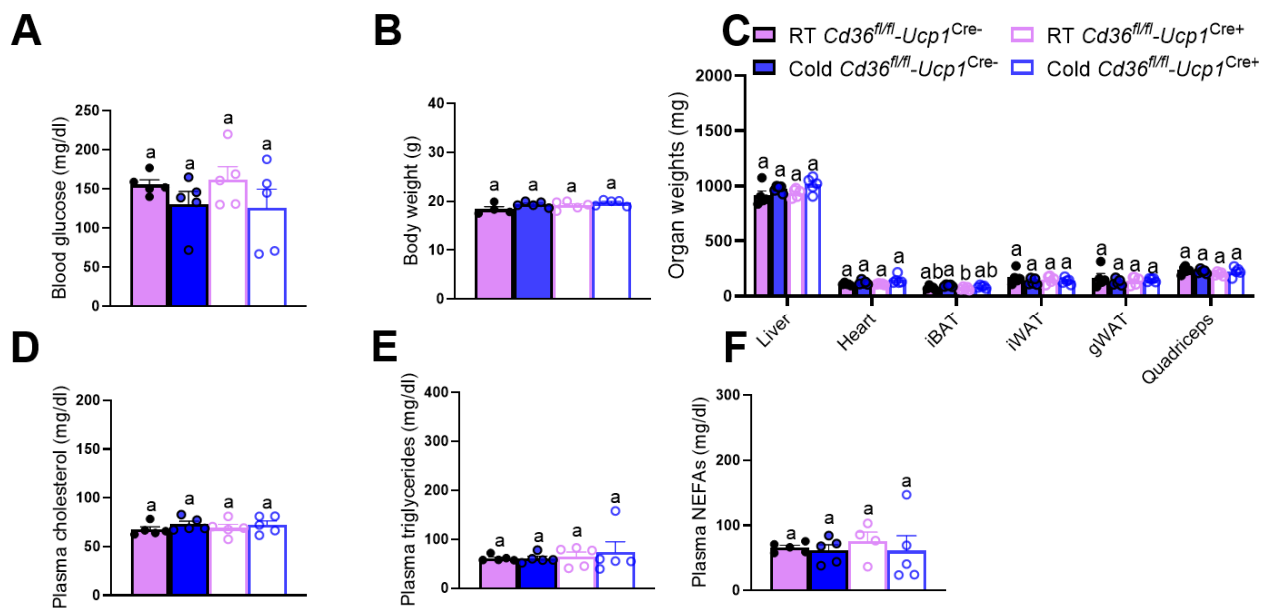 A
B
C
RT Cd36fl/fl-Ucp1Cre-
RT Cd36fl/fl-Ucp1Cre+
Cold Cd36fl/fl-Ucp1Cre-
Cold Cd36fl/fl-Ucp1Cre+
Blood glucose (mg/dl)
250
200
150
100
50
0
a a a a
Body weight (g)
40
30
20
10
0
a a a a
Organ weights (mg)
2000
1500
1000
500
0
a a a a
a a a a
ab a b ab
a a a a
a a a a
a a a a
Liver
Heart
iBAT
iWAT
gWAT
Quadriceps
D
E
F
Plasma cholesterol (mg/dl)
200
150
100
50
0
a a a a
Plasma triglycerides (mg/dl)
400
300
200
100
0
a a a a
Plasma NEFAs (mg/dl)
300
200
100
0
a a a a